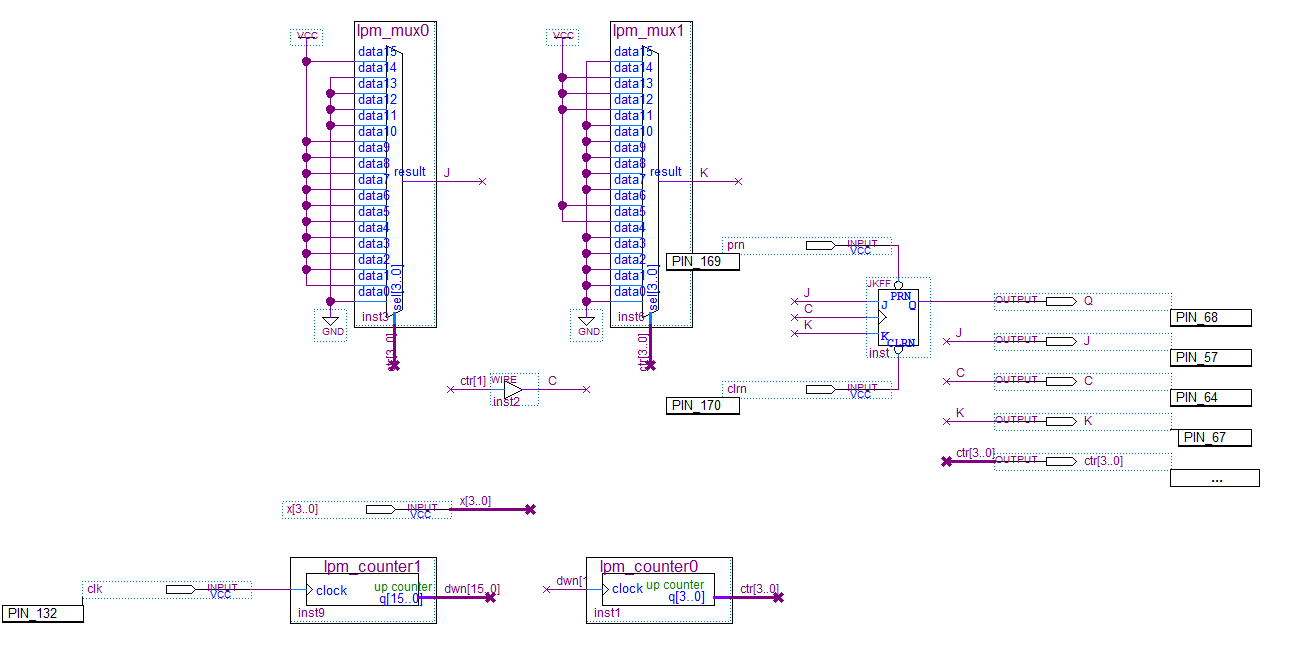 lpm_mux0
VCC
data15
data14
data13
data12
data11
data10
data9
data8
data7
data6
data5
data4
data3
data2
data1
data0
result
J
sel[3..0]
inst3
GND
ctr[3..0]
lpm_mux1
VCC
data15
data14
data13
data12
data11
data10
data9
data8
data7
data6
data5
data4
data3
data2
data1
data0
result
K
sel[3..0]
inst6
GND
ctr[3..0]
prn INPUT
VCC
PIN_169
JKFF
PRN
J Q
K
CLRN
inst
J
C
K
clrn INPUT
VCC
PIN_170
OUTPUT Q
PIN_68
J OUTPUT J
PIN_57
C OUTPUT C
PIN_64
K OUTPUT K
PIN_67
ctr[3..0] OUTPUT ctr[3..0]
...
ctr[1] WIRE C
inst2
x[3..0] INPUT x[3..0]
VCC
clk INPUT
VCC
PIN_132
lpm_counter1
up counter
clock
q[15..0] dwn[15..0]
inst9
lpm_counter0
dwn[1
up counter
clock
q[3..0] ctr[3..0]
inst1